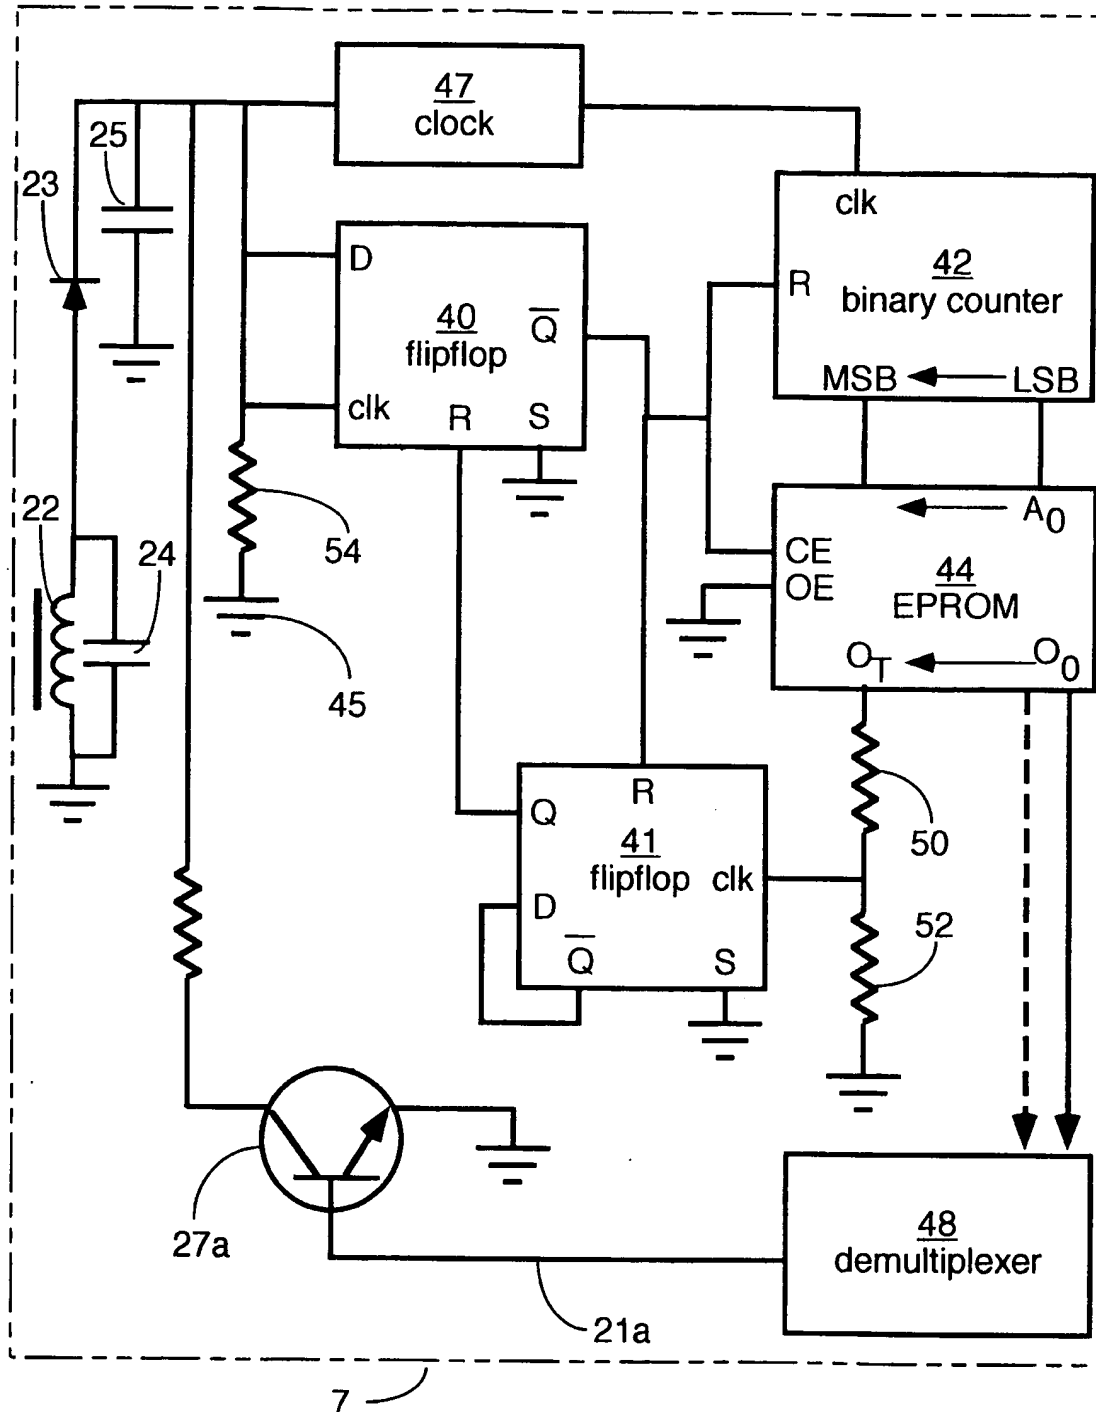 47
clock
25
23
clk
42
binary counter
R
MSB
LSB
D
40
flipflop
Q̅
clk
R
S
A0
CE
OE
44
EPROM
OT
O0
22
24
54
45
R
Q
41
flipflop
clk
D
Q̅
S
50
52
27a
48
demultiplexer
21a
7